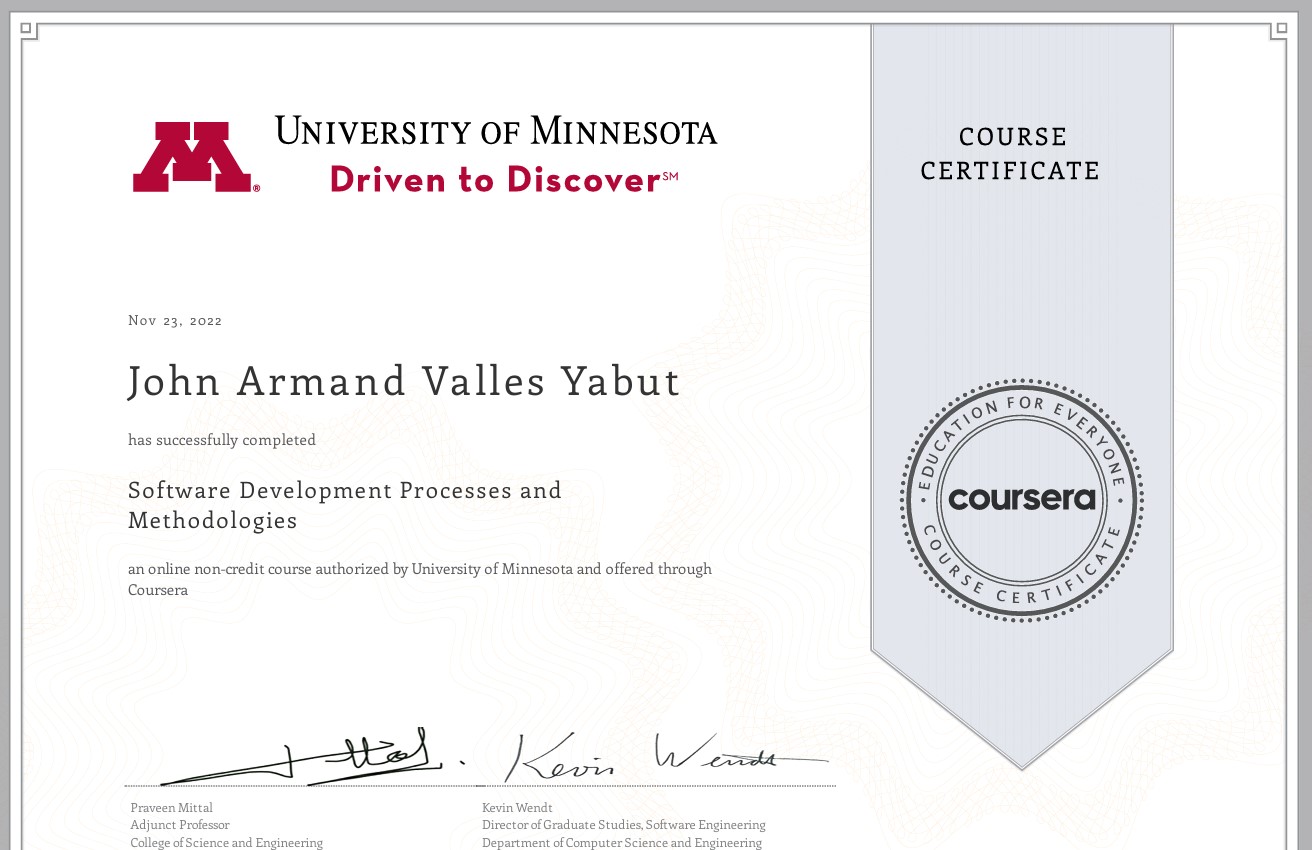 UNIVERSITY OF MINNESOTA
Driven to Discover℠
M®
COURSE
CERTIFICATE
Nov 23, 2022
John Armand Valles Yabut
has successfully completed
Software Development Processes and
Methodologies
an online non-credit course authorized by University of Minnesota and offered through
Coursera
EDUCATION FOR EVERYONE
coursera
COURSE CERTIFICATE
Kevin Wendt
Praveen Mittal
Adjunct Professor
College of Science and Engineering
Kevin Wendt
Director of Graduate Studies, Software Engineering
Department of Computer Science and Engineering